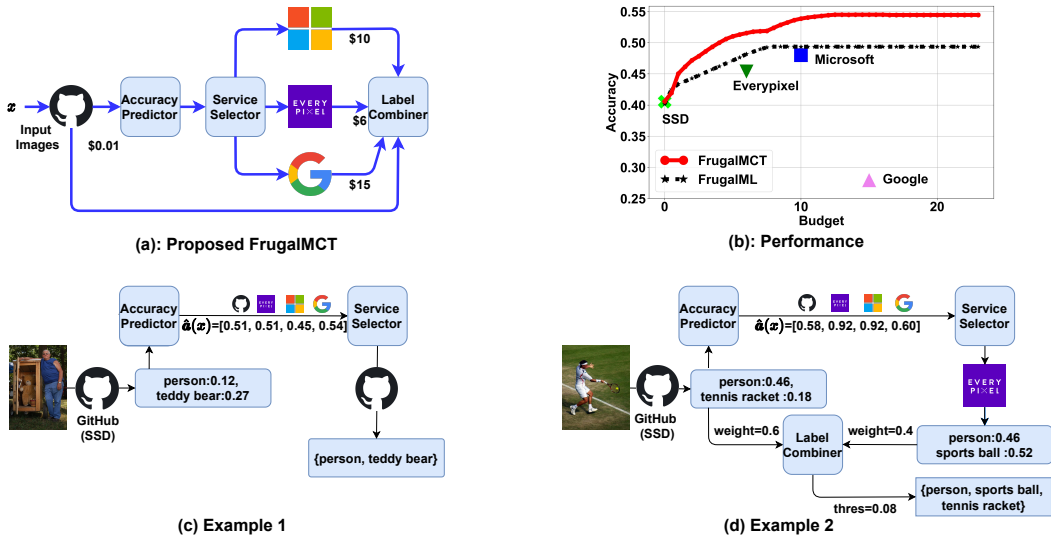 $10
Accuracy
Predictor
Service
Selector
EVERY
PIXEL
Label
Combiner
x
Input
Images
$0.01
$6
$15
(a): Proposed FrugalMCT
0.55
0.50
0.45
0.40
0.35
0.30
0.25
Accuracy
Microsoft
Everypixel
SSD
FrugalMCT
FrugalML
Google
0
10
20
Budget
(b): Performance
Accuracy
Predictor
EVERY
PIXEL
â(x)=[0.51, 0.51, 0.45, 0.54]
Service
Selector
GitHub
(SSD)
person:0.12,
teddy bear:0.27
{person, teddy bear}
(c) Example 1
Accuracy
Predictor
EVERY
PIXEL
â(x)=[0.58, 0.92, 0.92, 0.60]
Service
Selector
GitHub
(SSD)
person:0.46,
tennis racket :0.18
EVERY
PIXEL
weight=0.6
Label
Combiner
weight=0.4
person:0.46
sports ball :0.52
thres=0.08
{person, sports ball,
tennis racket}
(d) Example 2